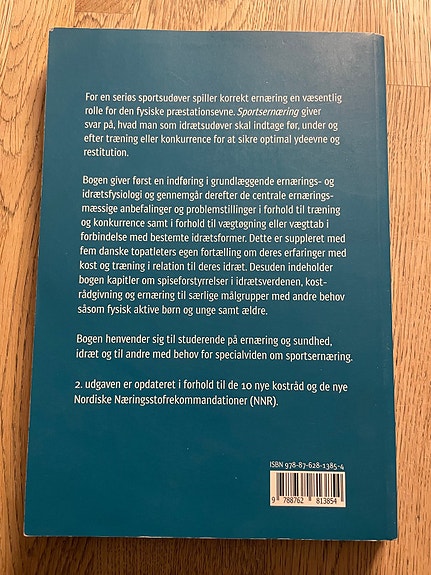 For en seriøs sportsudøver spiller korrekt ernæring en væsentlig
rolle for den fysiske præstationsevne. Sportsernæring giver
svar på, hvad man som idrætsudøver skal indtage før, under og
efter træning eller konkurrence for at sikre optimal ydeevne og
restitution.
Bogen giver først en indføring i grundlæggende ernærings- og
idrætsfysiologi og gennemgår derefter de centrale ernærings-
mæssige anbefalinger og problemstillinger i forhold til træning
og konkurrence samt i forhold til vægtøgning eller vægttab i
forbindelse med bestemte idrætsformer. Dette er suppleret med
fem danske topatleters egen fortælling om deres erfaringer med
kost og træning i relation til deres idræt. Desuden indeholder
bogen kapitler om spiseforstyrrelser i idrætsverdenen, kost-
rådgivning og ernæring til særlige målgrupper med andre behov
såsom fysisk aktive børn og unge samt ældre.
Bogen henvender sig til studerende på ernæring og sundhed,
idræt og til andre med behov for specialviden om sportsernæring.
2. udgaven er opdateret i forhold til de 10 nye kostråd og de nye
Nordiske Næringsstofrekommandationer (NNR).
ISBN 978-87-628-1385-4
9 788762 813854